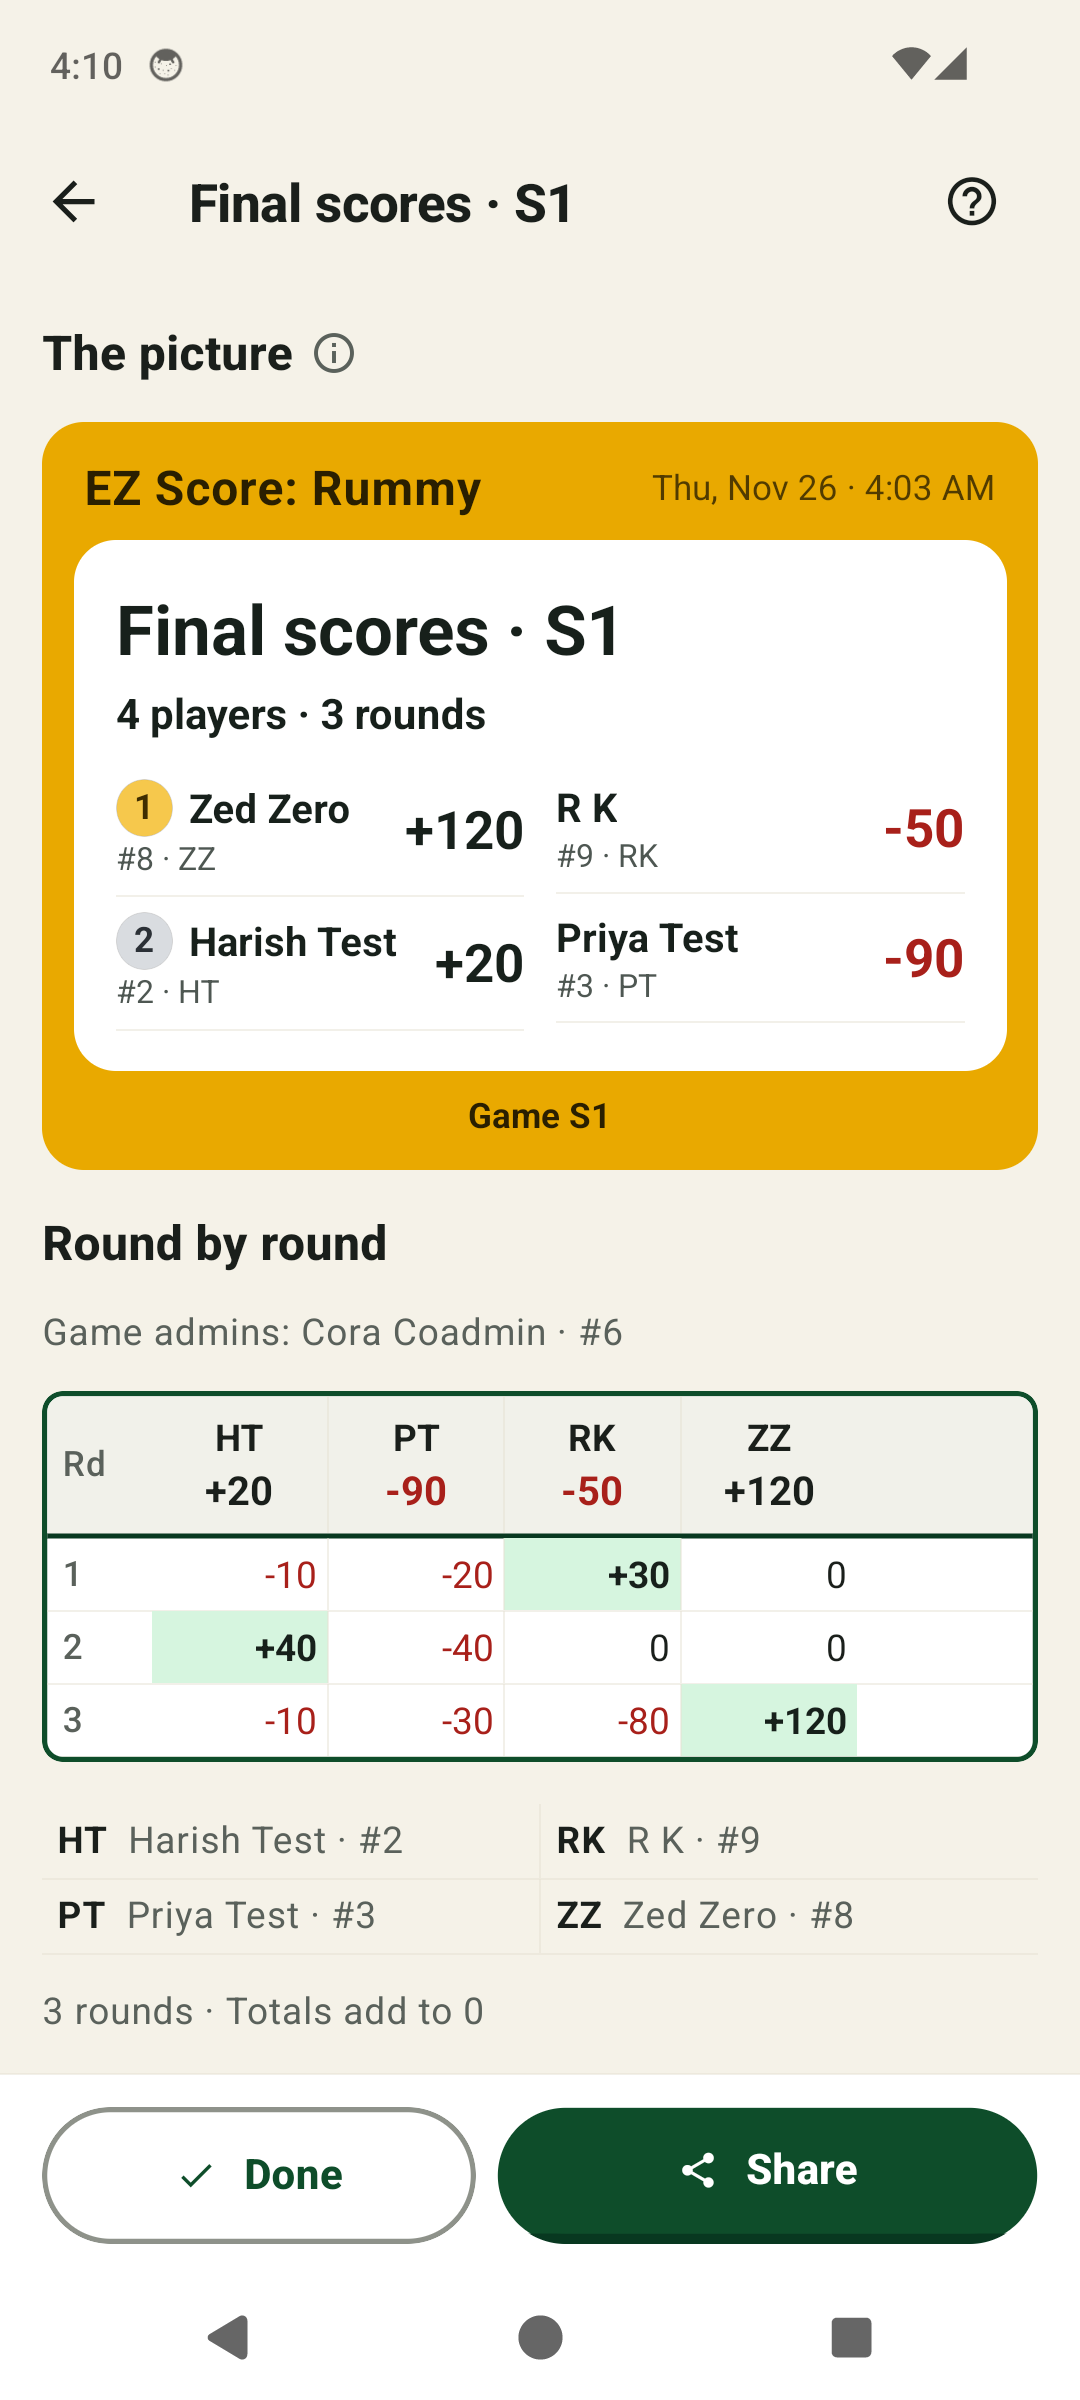 4:10
Final scores · S1
The picture
EZ Score: Rummy
Thu, Nov 26 · 4:03 AM
Final scores · S1
4 players · 3 rounds
1 Zed Zero +120
#8 · ZZ
2 Harish Test +20
#2 · HT
R K -50
#9 · RK
Priya Test -90
#3 · PT
Game S1
Round by round
Game admins: Cora Coadmin · #6
Rd HT PT RK ZZ
+20 -90 -50 +120
1 -10 -20 +30 0
2 +40 -40 0 0
3 -10 -30 -80 +120
HT Harish Test · #2
RK R K · #9
PT Priya Test · #3
ZZ Zed Zero · #8
3 rounds · Totals add to 0
Done
Share